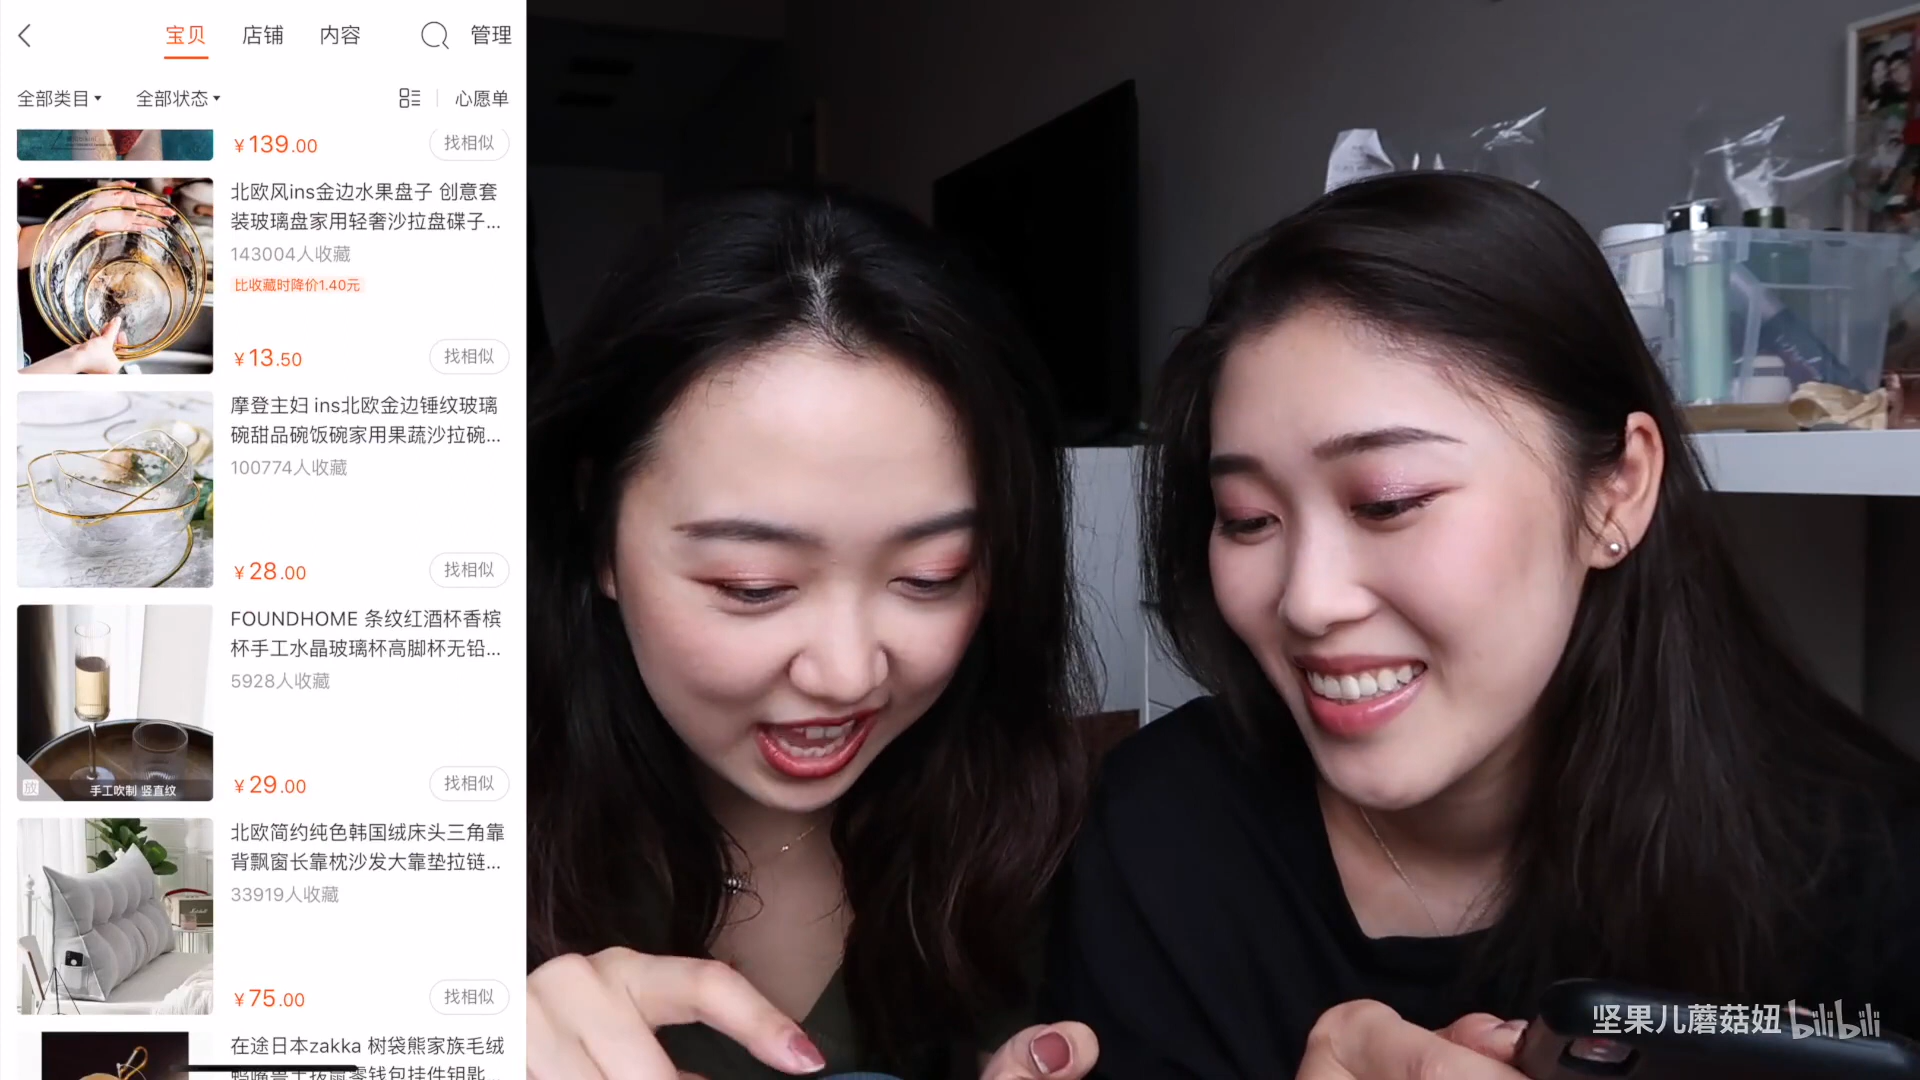 宝贝 店铺 内容 管理
全部类目 全部状态 心愿单
¥139.00 找相似
北欧风ins金边水果盘子 创意套
装玻璃盘家用轻奢沙拉盘碟子...
143004人收藏
比收藏时降价1.40元
¥13.50 找相似
摩登主妇 ins北欧金边锤纹玻璃
碗甜品碗饭碗家用果蔬沙拉碗...
100774人收藏
¥28.00 找相似
FOUNDHOME 条纹红酒杯香槟
杯手工水晶玻璃杯高脚杯无铅...
5928人收藏
手工吹制 竖直纹
¥29.00 找相似
北欧简约纯色韩国绒床头三角靠
背飘窗长靠枕沙发大靠垫拉链...
33919人收藏
¥75.00 找相似
在途日本zakka 树袋熊家族毛绒
坚果儿蘑菇妞 bilibili